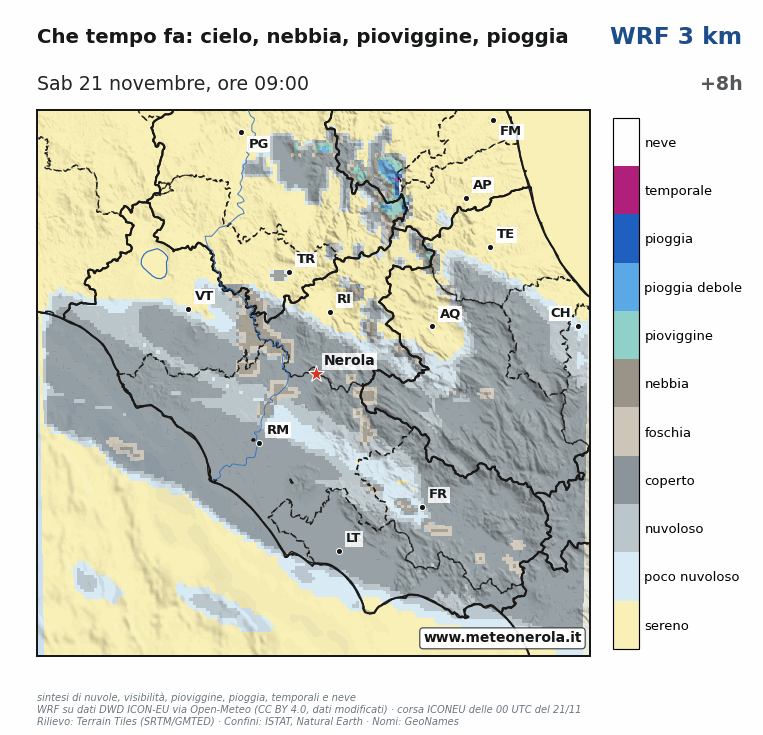 Che tempo fa: cielo, nebbia, pioviggine, pioggia
WRF 3 km
Sab 21 novembre, ore 09:00
+8h
FM
PG
AP
TE
TR
VT
RI
AQ
CH
Nerola
RM
FR
LT
www.meteonerola.it
neve
temporale
pioggia
pioggia debole
pioviggine
nebbia
foschia
coperto
nuvoloso
poco nuvoloso
sereno
sintesi di nuvole, visibilità, pioviggine, pioggia, temporali e neve
WRF su dati DWD ICON-EU via Open-Meteo (CC BY 4.0, dati modificati) · corsa ICONEU delle 00 UTC del 21/11
Rilievo: Terrain Tiles (SRTM/GMTED) · Confini: ISTAT, Natural Earth · Nomi: GeoNames